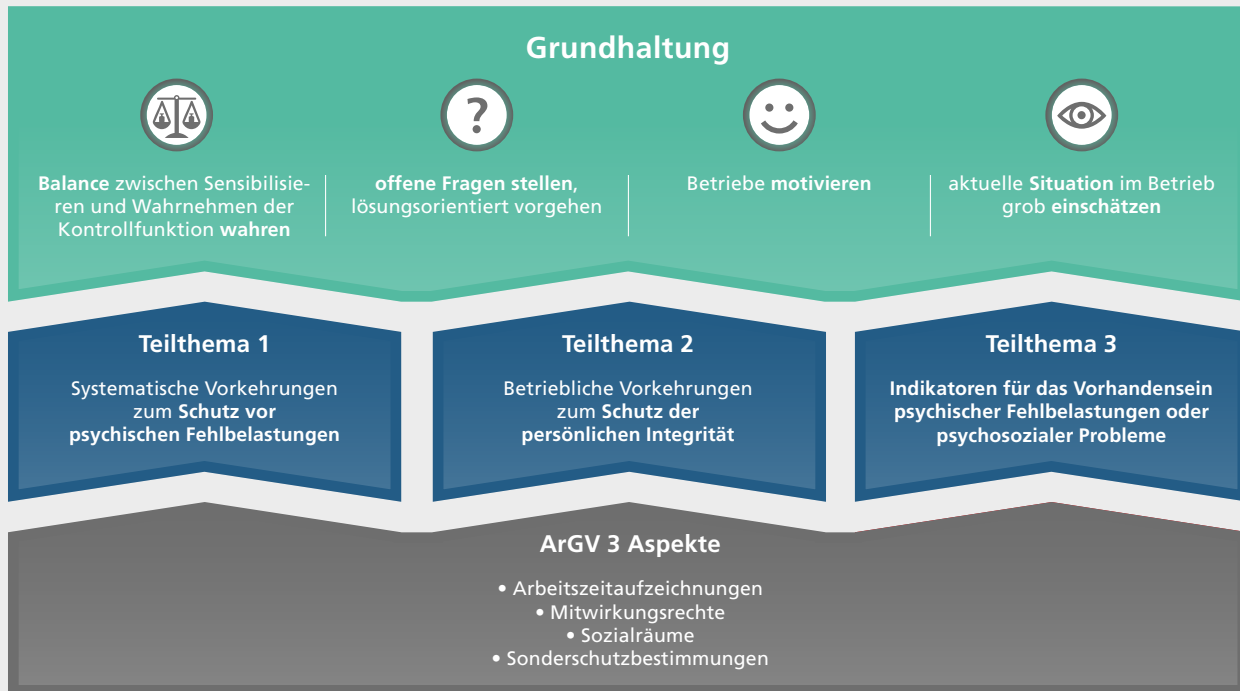 Grundhaltung
?
Balance zwischen Sensibilisie-
ren und Wahrnehmen der
Kontrollfunktion wahren
offene Fragen stellen,
lösungsorientiert vorgehen
Betriebe motivieren
aktuelle Situation im Betrieb
grob einschätzen
Teilthema 1
Systematische Vorkehrungen
zum Schutz vor
psychischen Fehlbelastungen
Teilthema 2
Betriebliche Vorkehrungen
zum Schutz der
persönlichen Integrität
Teilthema 3
Indikatoren für das Vorhandensein
psychischer Fehlbelastungen oder
psychosozialer Probleme
ArGV 3 Aspekte
• Arbeitszeitaufzeichnungen
• Mitwirkungsrechte
• Sozialräume
• Sonderschutzbestimmungen